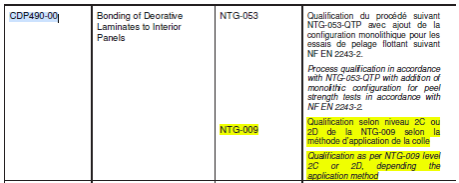 CDP490-00
Bonding of Deorative
Laminates to Interior
Panels
NTG-053
Qualification du procédé suivant
NTG-053-QTP avec ajout de la
configuration monolithique pour les
essais de pelage flottant suivant
NF EN 2243-2.
Process qualification in accordance
with NTG-053-QTP with addition of
monolithic configuration for peel
strength tests in accordance with
NF EN 2243-2.
NTG-009
Qualification selon niveau 2C ou
2D de la NTG-009 selon la
méthode d'application de la colle
Qualification as per NTG-009 level
2C or 2D, depending the
application method